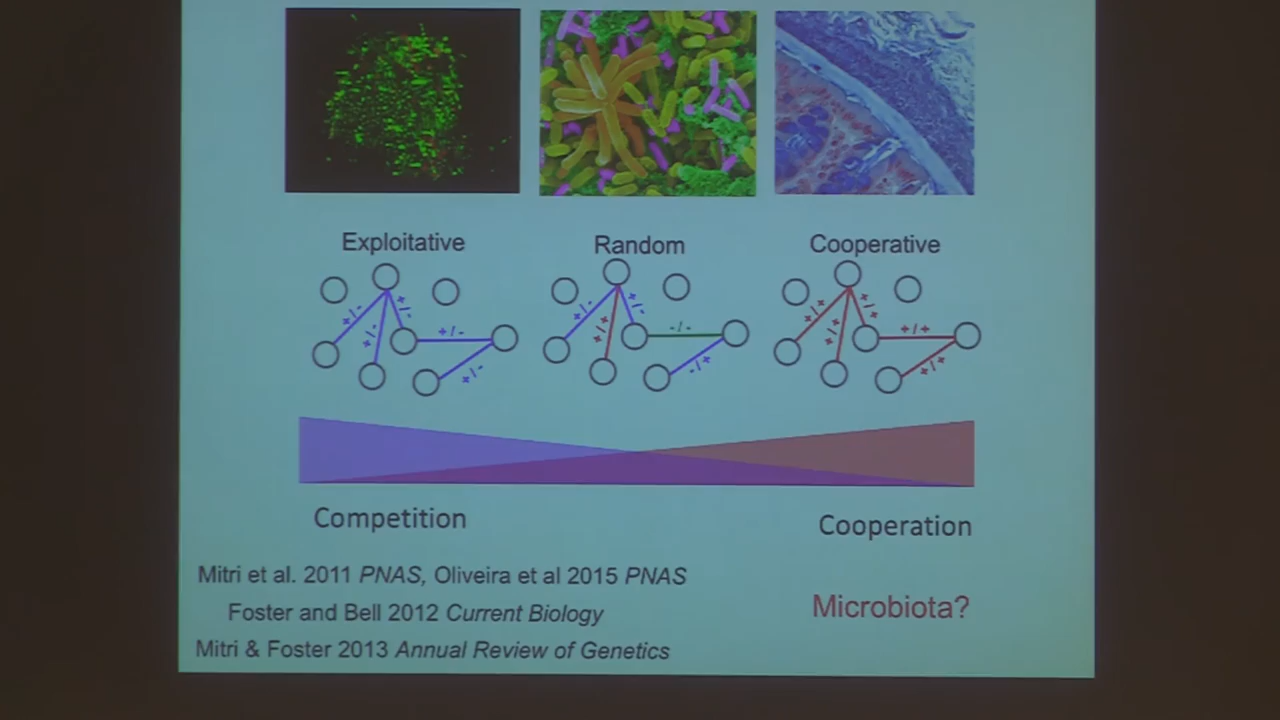 Exploitative Random Cooperative
+/- +/- +/- +/- +/-
+/- +/+ +/- -/- -/+
+/+ +/+ +/+ +/+ +/+
Competition Cooperation
Mitri et al. 2011 PNAS, Oliveira et al 2015 PNAS
Foster and Bell 2012 Current Biology
Mitri & Foster 2013 Annual Review of Genetics
Microbiota?